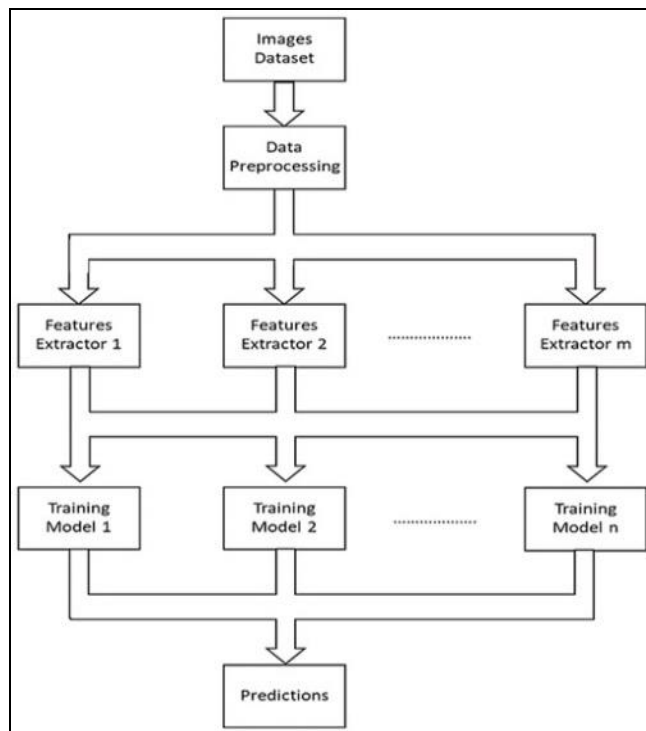 Images
Dataset
Data
Preprocessing
Features
Extractor 1
Features
Extractor 2
..................
Features
Extractor m
Training
Model 1
Training
Model 2
..................
Training
Model n
Predictions